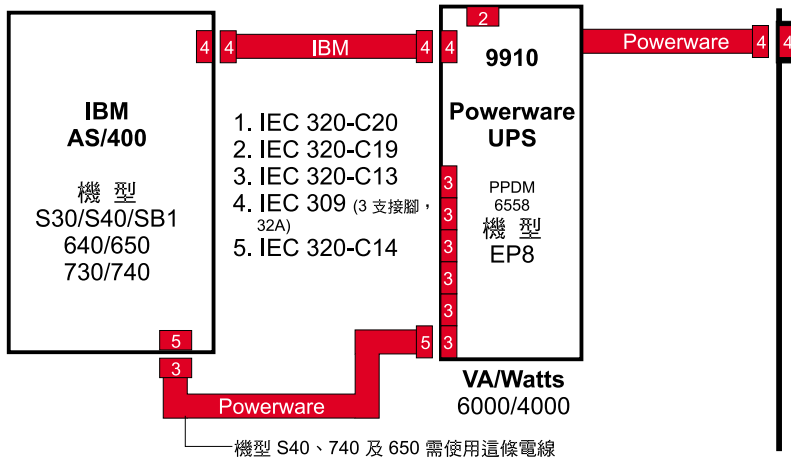 4
4
IBM
4
4
2
9910
Powerware
UPS
Powerware
4
4
IBM
AS/400
機 型
S30/S40/SB1
640/650
730/740
5
3
1. IEC 320-C20
2. IEC 320-C19
3. IEC 320-C13
4. IEC 309 (3 支接腳，
32A)
5. IEC 320-C14
3
3
3
3
3
3
PPDM
6558
機 型
EP8
5
Powerware
VA/Watts
6000/4000
機型 S40、740 及 650 需使用這條電線